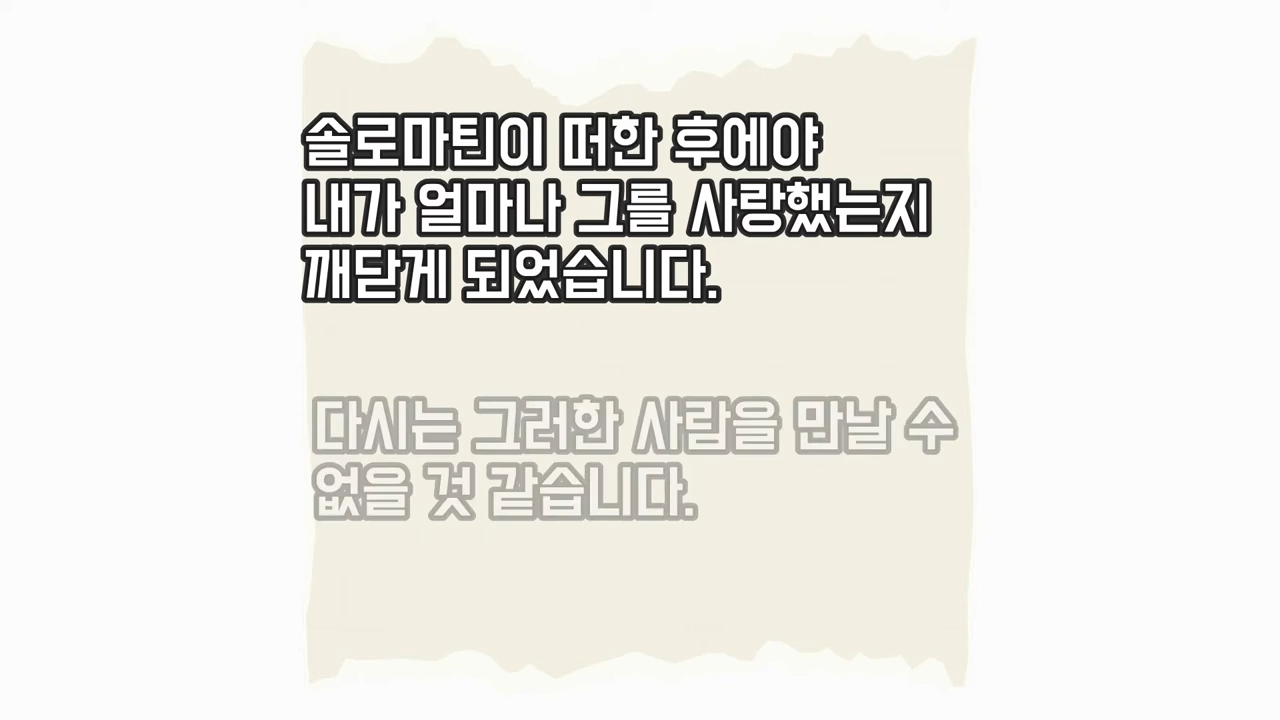 솔로마틴이 떠한 후에야
내가 얼마나 그를 사랑했는지
깨닫게 되었습니다.
다시는 그러한 사람을 만날 수
없을 것 같습니다.